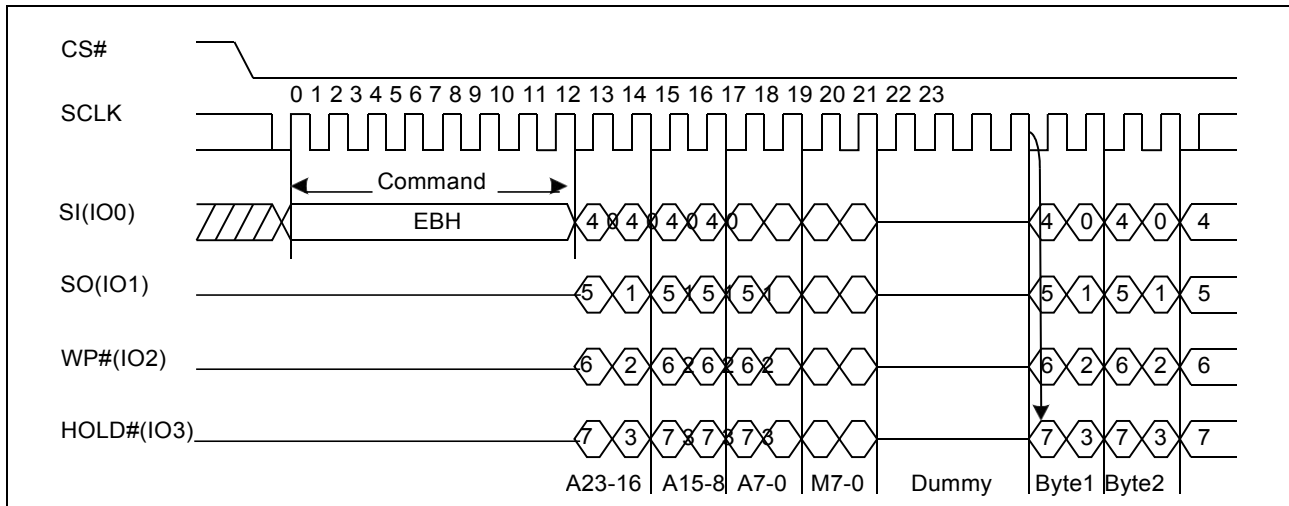 CS#
0 1 2 3 4 5 6 7 8 9 10 11 12 13 14 15 16 17 18 19 20 21 22 23
SCLK
Command
SI(IO0) EBH 4 0 4 0 4 0 4 0 4 0 4 0 4
SO(IO1) 5 1 5 1 5 1 5 1 5 1 5 1 5
WP#(IO2) 6 2 6 2 6 2 6 2 6 2 6 2 6
HOLD#(IO3) 7 3 7 3 7 3 7 3 7 3 7 3 7
A23-16 A15-8 A7-0 M7-0 Dummy Byte1 Byte2